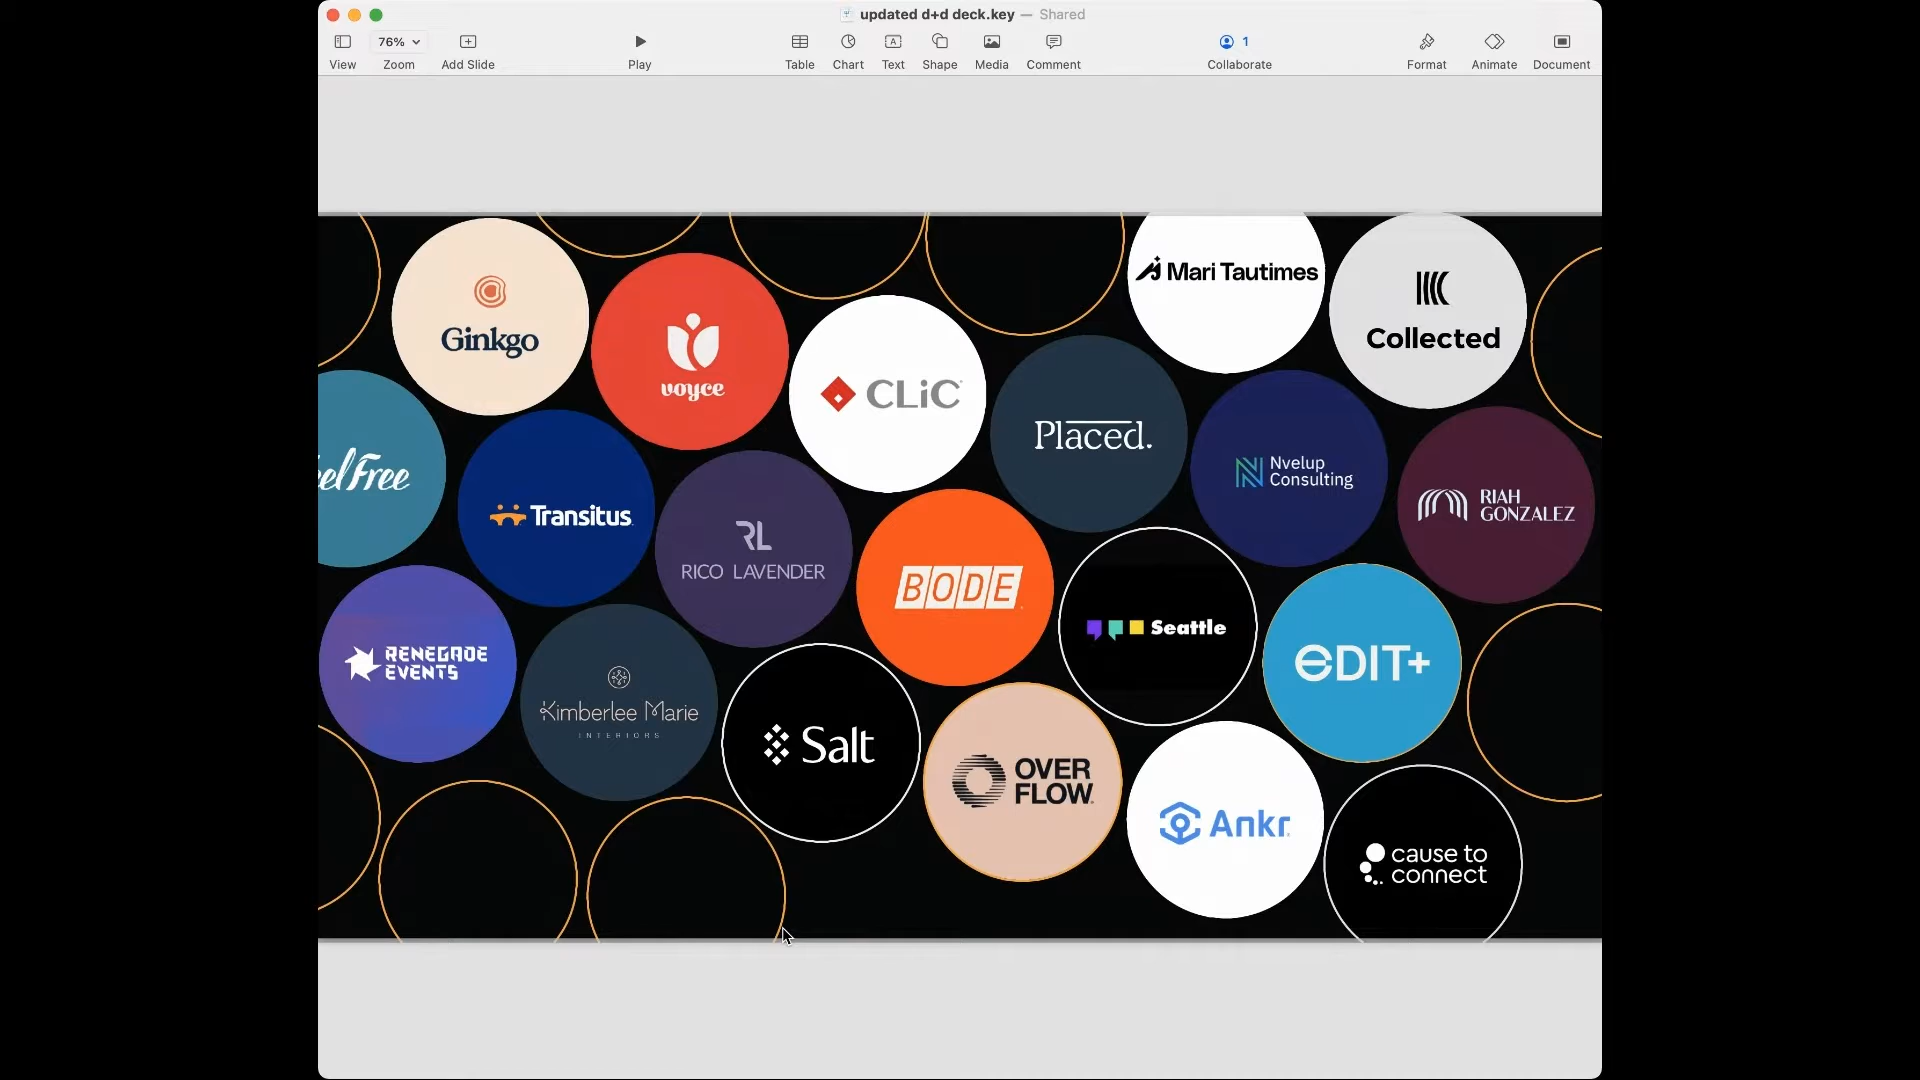 updated d+d deck.key — Shared
76%
1
View
Zoom
Add Slide
Play
Table
Chart
Text
Shape
Media
Comment
Collaborate
Format
Animate
Document
Mari Tautimes
Ginkgo
Collected
voyce
CLiC
Placed.
Nvelup
Consulting
elFree
RIAH
GONZALEZ
Transitus
RL
RICO LAVENDER
BODE
Seattle
RENEGADE
EVENTS
EDIT+
Kimberlee Marie
INTERIORS
Salt
OVER
FLOW
Ankr
cause to
connect